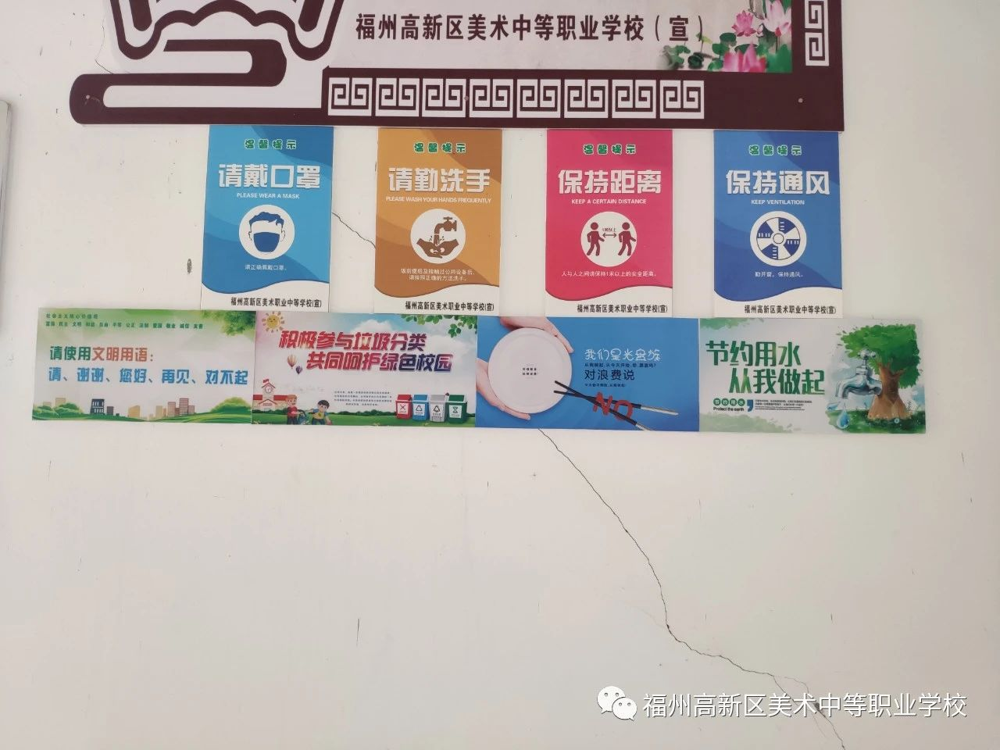 福州高新区美术中等职业学校（宣）
温馨提示
请戴口罩
PLEASE WEAR A MASK
请正确佩戴口罩。
福州高新区美术职业中等学校(宣)
温馨提示
请勤洗手
PLEASE WASH YOUR HANDS FREQUENTLY
饭前便后及接触过公用设备后,
请按照正确的方法洗手。
福州高新区美术职业中等学校(宣)
温馨提示
保持距离
KEEP A CERTAIN DISTANCE
人与人之间请保持1米以上的安全距离。
福州高新区美术职业中等学校(宣)
温馨提示
保持通风
KEEP VENTILATION
勤开窗，保持通风。
福州高新区美术职业中等学校(宣)
社会主义核心价值观
富强 民主 文明 和谐 自由 平等 公正 法制 爱国 敬业 诚信 友善
请使用文明用语：
请、谢谢、您好、再见、对不起
积极参与垃圾分类
共同呵护绿色校园
我们是光盘族
对浪费说
NO
节约用水
从我做起
节约用水
Protect the earth
福州高新区美术中等职业学校